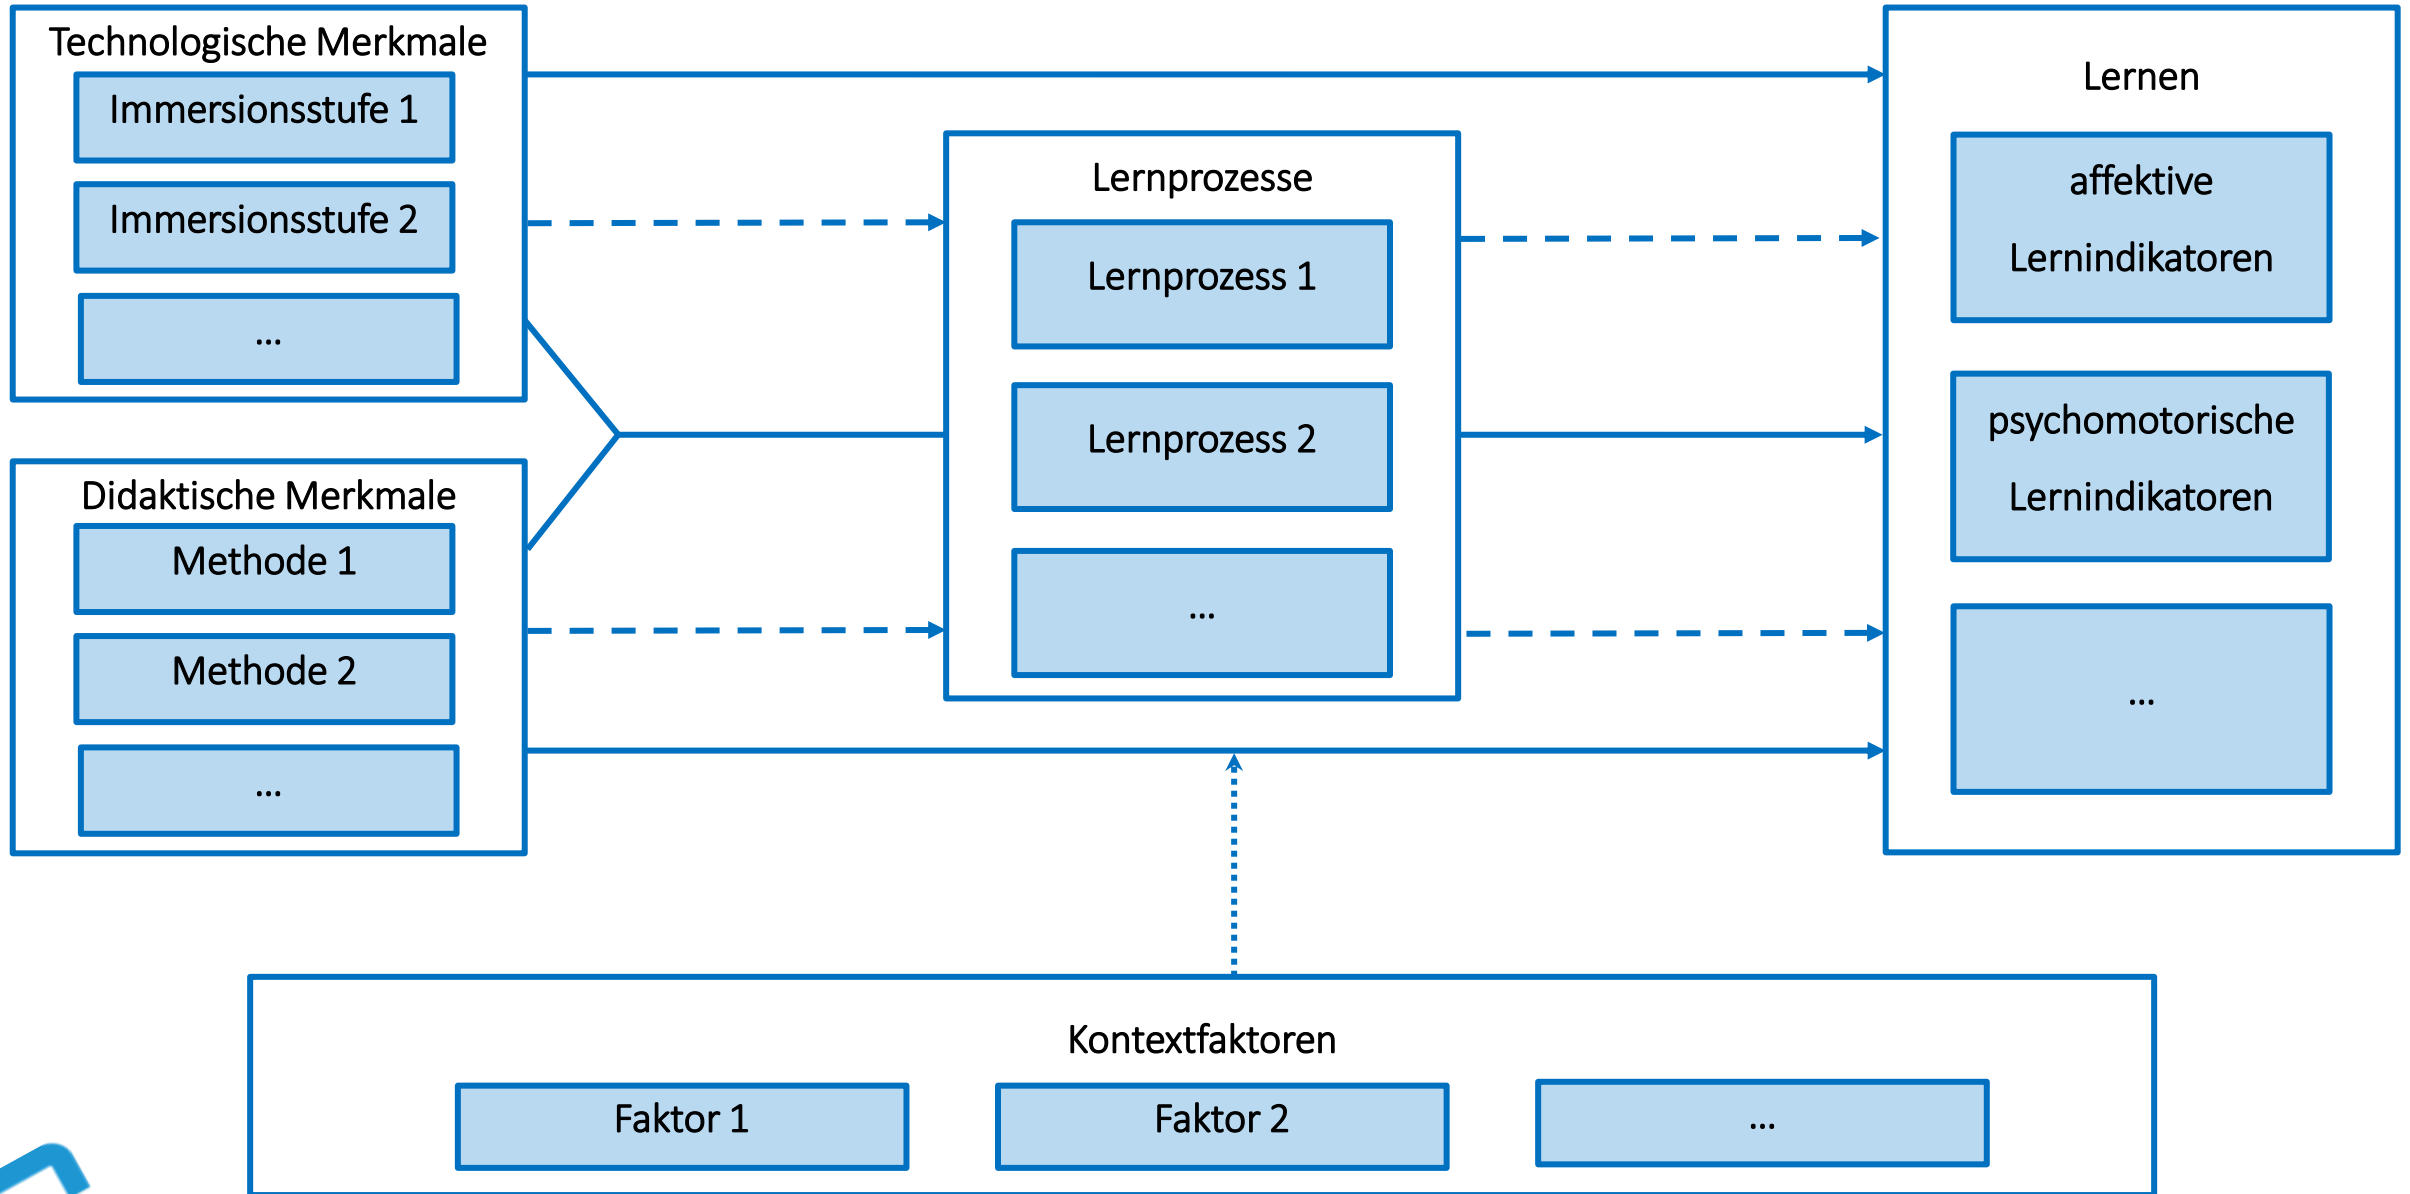 Technologische Merkmale
Immersionsstufe 1
Immersionsstufe 2
...
Didaktische Merkmale
Methode 1
Methode 2
...
Lernprozesse
Lernprozess 1
Lernprozess 2
...
Lernen
affektive
Lernindikatoren
psychomotorische
Lernindikatoren
...
Kontextfaktoren
Faktor 1
Faktor 2
...